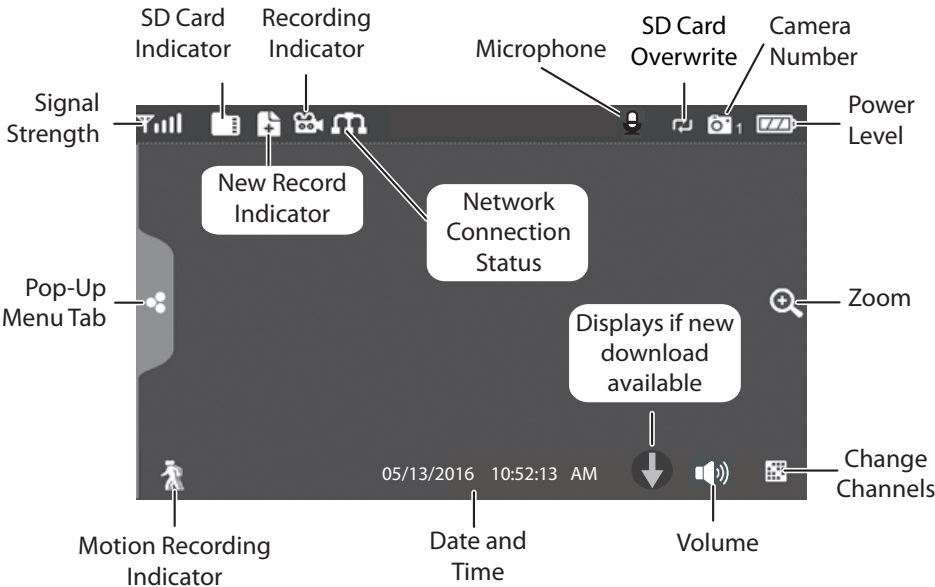 SD Card
Indicator
Recording
Indicator
Microphone
SD Card
Overwrite
Camera
Number
Signal
Strength
1
Power
Level
New Record
Indicator
Network
Connection
Status
Pop-Up
Menu Tab
Zoom
Displays if new
download
available
05/13/2016 10:52:13 AM
Change
Channels
Motion Recording
Indicator
Date and
Time
Volume